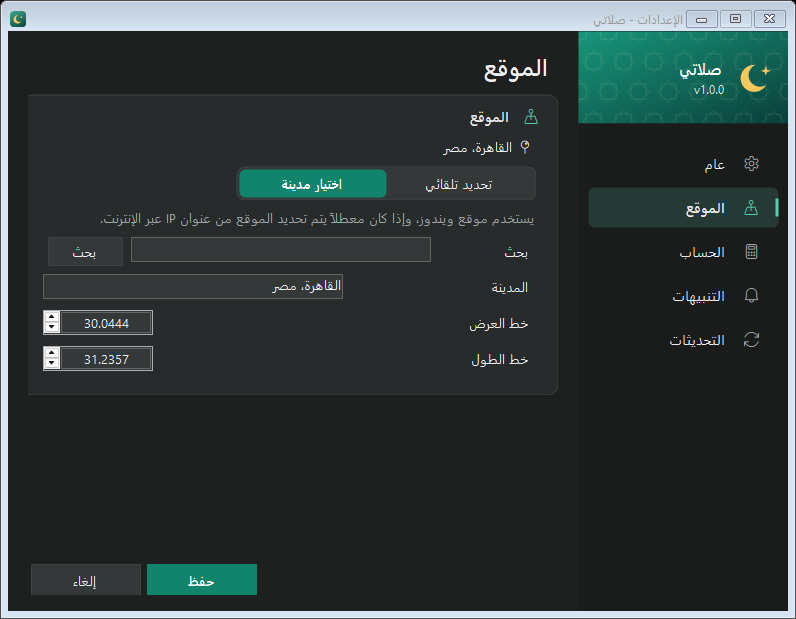 الإعدادات - صلاتي
صلاتي
v1.0.0
عام
الموقع
الحساب
التنبيهات
التحديثات
الموقع
الموقع
القاهرة، مصر
تحديد تلقائي
اختيار مدينة
يستخدم موقع ويندوز، وإذا كان معطلاً يتم تحديد الموقع من عنوان IP عبر الإنترنت.
بحث
بحث
المدينة
القاهرة، مصر
خط العرض
30.0444
خط الطول
31.2357
حفظ
إلغاء